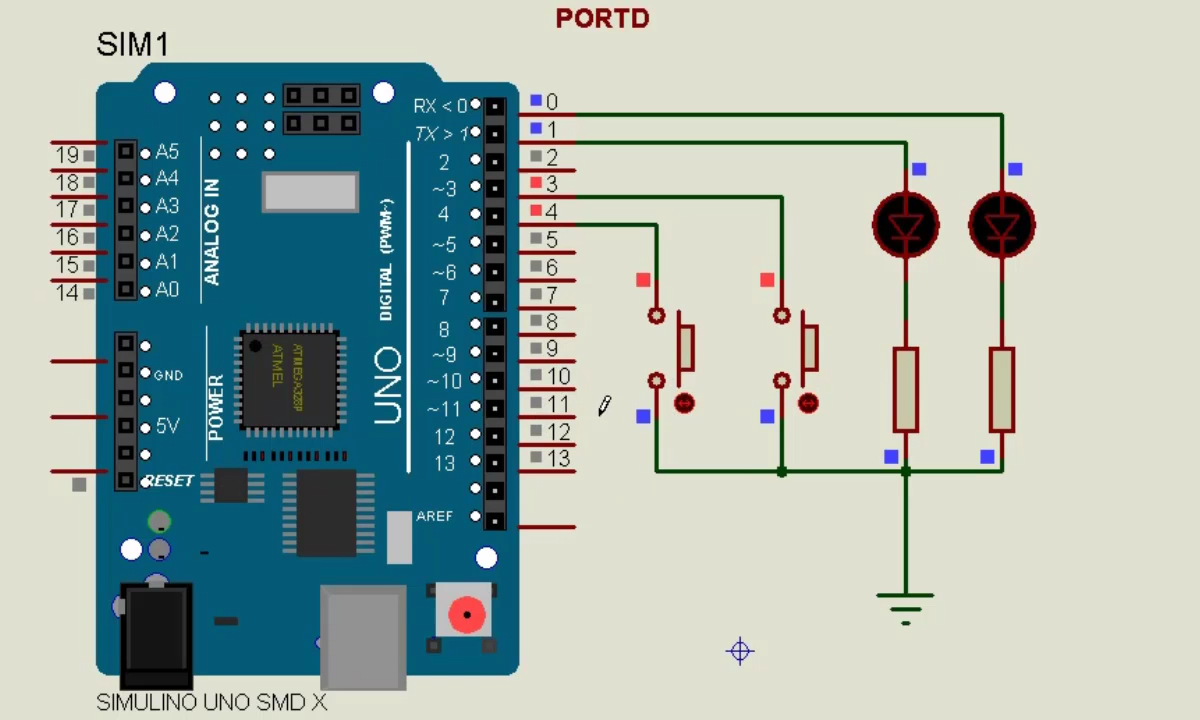 PORTD
SIM1
RX < 0
TX > 1
2
~3
4
~5
~6
7
8
~9
~10
~11
12
13
AREF
0
1
2
3
4
5
6
7
8
9
10
11
12
13
19
18
17
16
15
14
A5
A4
A3
A2
A1
A0
ANALOG IN
DIGITAL (PWM~)
UNO
POWER
GND
5V
RESET
ATMEGA328P
ATMEL
SIMULINO UNO SMD X